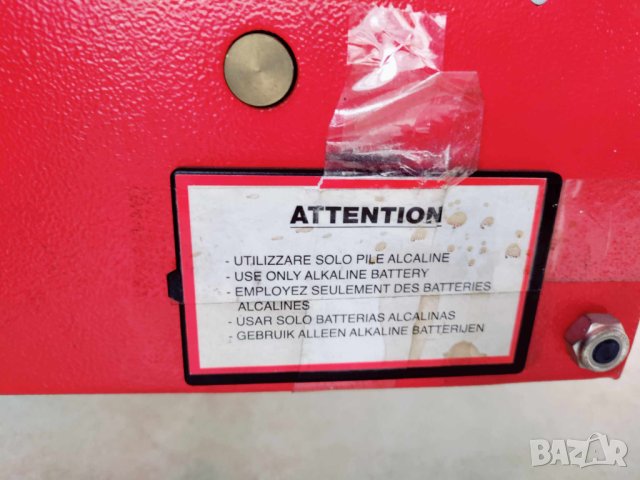 ATTENTION
- UTILIZZARE SOLO PILE ALCALINE
- USE ONLY ALKALINE BATTERY
- EMPLOYEZ SEULEMENT DES BATTERIES
ALCALINES
- USAR SOLO BATTERIAS ALCALINAS
- GEBRUIK ALLEEN ALKALINE BATTERIJEN
BAZAR